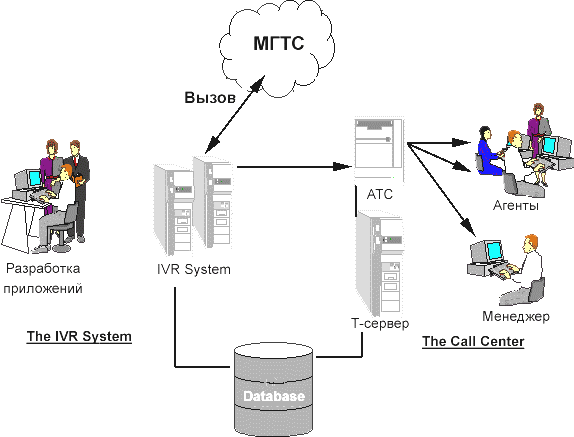 МГТС
Вызов
АТС
Агенты
Разработка
приложений
IVR System
Т-сервер
Менеджер
The IVR System
The Call Center
Database